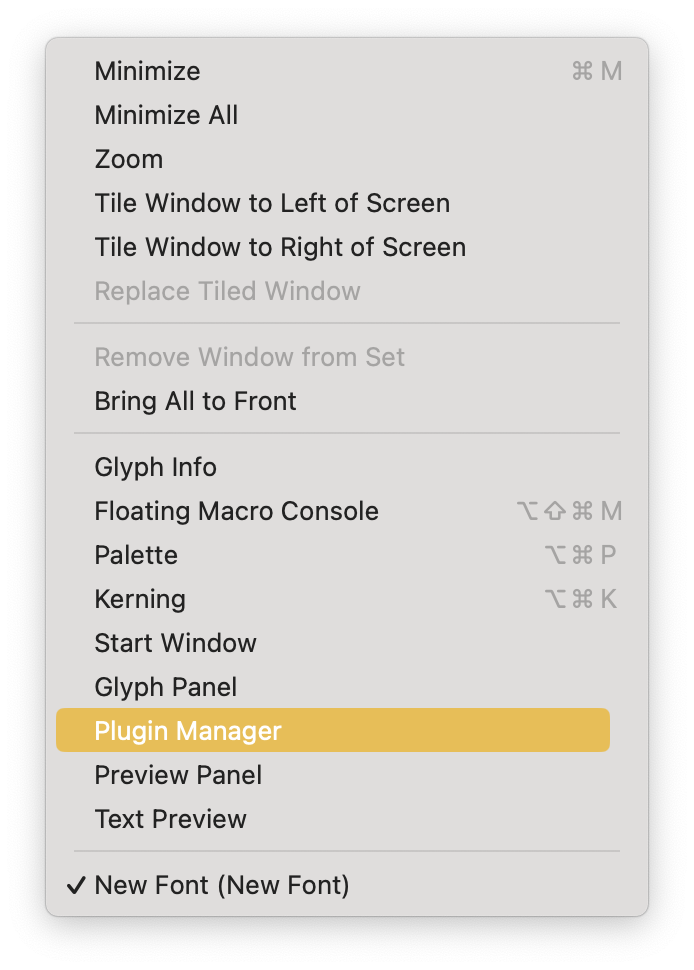 Minimize ⌘ M
Minimize All
Zoom
Tile Window to Left of Screen
Tile Window to Right of Screen
Replace Tiled Window
Remove Window from Set
Bring All to Front
Glyph Info
Floating Macro Console ⌥⇧⌘ M
Palette ⌥⌘ P
Kerning ⌥⌘ K
Start Window
Glyph Panel
Plugin Manager
Preview Panel
Text Preview
✓ New Font (New Font)